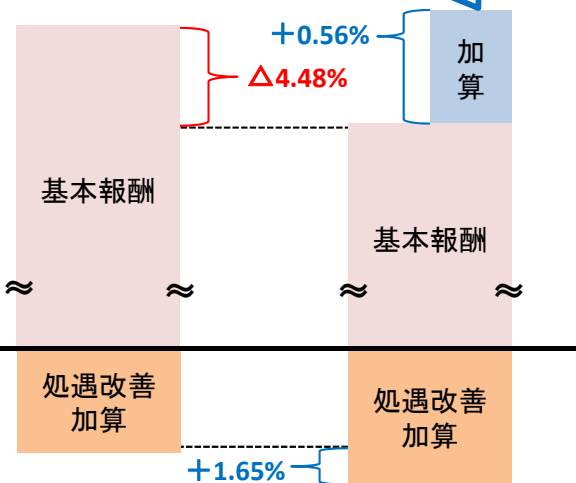 +0.56%
加
算
△4.48%
基本報酬
基本報酬
≈
≈
≈
≈
処遇改善
加算
処遇改善
加算
+1.65%